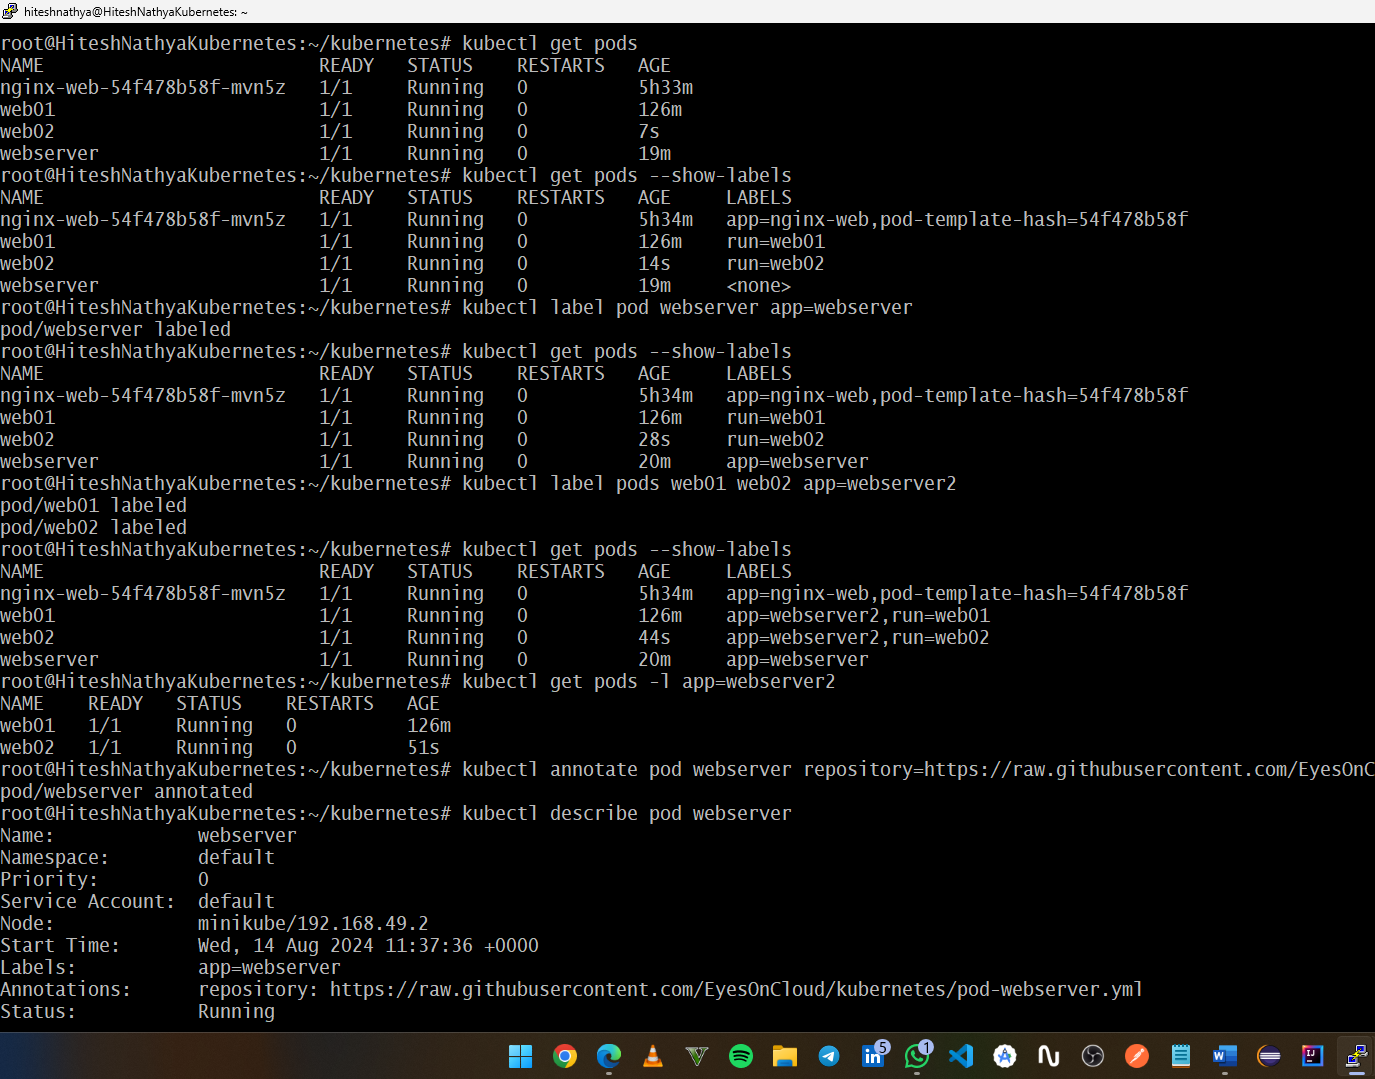 hiteshnathya@HiteshNathyaKubernetes: ~
root@HiteshNathyaKubernetes:~/kubernetes# kubectl get pods
NAME READY STATUS RESTARTS AGE
nginx-web-54f478b58f-mvn5z 1/1 Running 0 5h33m
web01 1/1 Running 0 126m
web02 1/1 Running 0 7s
webserver 1/1 Running 0 19m
root@HiteshNathyaKubernetes:~/kubernetes# kubectl get pods --show-labels
NAME READY STATUS RESTARTS AGE LABELS
nginx-web-54f478b58f-mvn5z 1/1 Running 0 5h34m app=nginx-web,pod-template-hash=54f478b58f
web01 1/1 Running 0 126m run=web01
web02 1/1 Running 0 14s run=web02
webserver 1/1 Running 0 19m <none>
root@HiteshNathyaKubernetes:~/kubernetes# kubectl label pod webserver app=webserver
pod/webserver labeled
root@HiteshNathyaKubernetes:~/kubernetes# kubectl get pods --show-labels
NAME READY STATUS RESTARTS AGE LABELS
nginx-web-54f478b58f-mvn5z 1/1 Running 0 5h34m app=nginx-web,pod-template-hash=54f478b58f
web01 1/1 Running 0 126m run=web01
web02 1/1 Running 0 28s run=web02
webserver 1/1 Running 0 20m app=webserver
root@HiteshNathyaKubernetes:~/kubernetes# kubectl label pods web01 web02 app=webserver2
pod/web01 labeled
pod/web02 labeled
root@HiteshNathyaKubernetes:~/kubernetes# kubectl get pods --show-labels
NAME READY STATUS RESTARTS AGE LABELS
nginx-web-54f478b58f-mvn5z 1/1 Running 0 5h34m app=nginx-web,pod-template-hash=54f478b58f
web01 1/1 Running 0 126m app=webserver2,run=web01
web02 1/1 Running 0 44s app=webserver2,run=web02
webserver 1/1 Running 0 20m app=webserver
root@HiteshNathyaKubernetes:~/kubernetes# kubectl get pods -l app=webserver2
NAME READY STATUS RESTARTS AGE
web01 1/1 Running 0 126m
web02 1/1 Running 0 51s
root@HiteshNathyaKubernetes:~/kubernetes# kubectl annotate pod webserver repository=https://raw.githubusercontent.com/EyesOnC
pod/webserver annotated
root@HiteshNathyaKubernetes:~/kubernetes# kubectl describe pod webserver
Name: webserver
Namespace: default
Priority: 0
Service Account: default
Node: minikube/192.168.49.2
Start Time: Wed, 14 Aug 2024 11:37:36 +0000
Labels: app=webserver
Annotations: repository: https://raw.githubusercontent.com/EyesOnCloud/kubernetes/pod-webserver.yml
Status: Running
5
1